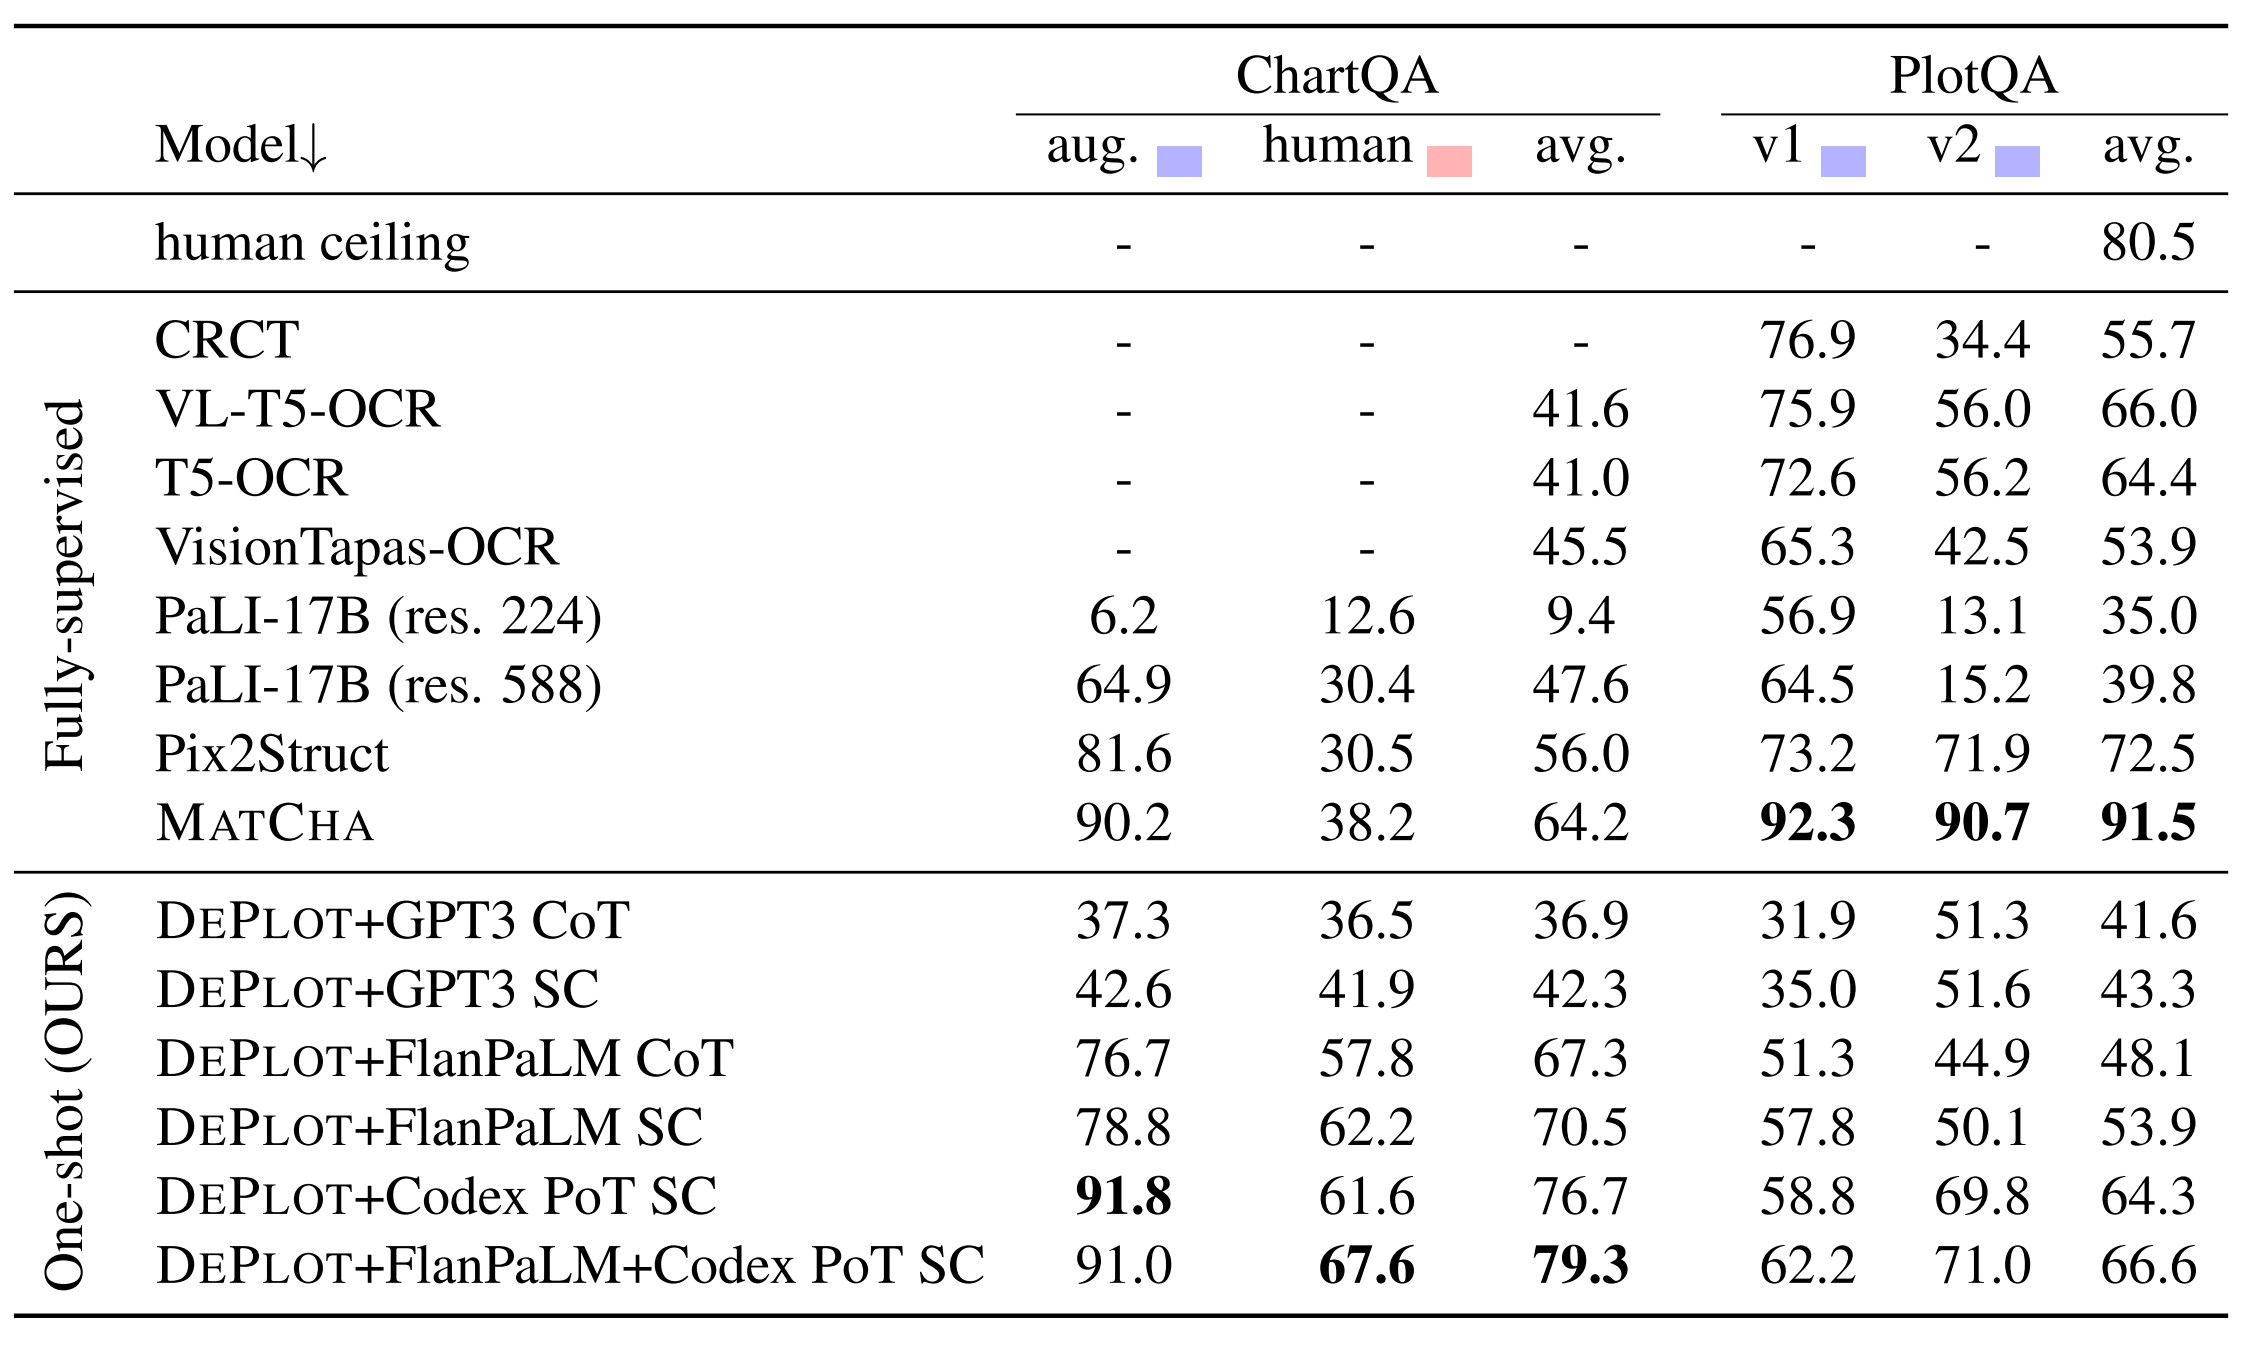 ChartQA PlotQA
Model↓ aug. human avg. v1 v2 avg.
human ceiling - - - - - 80.5
Fully-supervised
CRCT - - - 76.9 34.4 55.7
VL-T5-OCR - - 41.6 75.9 56.0 66.0
T5-OCR - - 41.0 72.6 56.2 64.4
VisionTapas-OCR - - 45.5 65.3 42.5 53.9
PaLI-17B (res. 224) 6.2 12.6 9.4 56.9 13.1 35.0
PaLI-17B (res. 588) 64.9 30.4 47.6 64.5 15.2 39.8
Pix2Struct 81.6 30.5 56.0 73.2 71.9 72.5
MATCHA 90.2 38.2 64.2 92.3 90.7 91.5
One-shot (OURS)
DEPLOT+GPT3 CoT 37.3 36.5 36.9 31.9 51.3 41.6
DEPLOT+GPT3 SC 42.6 41.9 42.3 35.0 51.6 43.3
DEPLOT+FlanPaLM CoT 76.7 57.8 67.3 51.3 44.9 48.1
DEPLOT+FlanPaLM SC 78.8 62.2 70.5 57.8 50.1 53.9
DEPLOT+Codex PoT SC 91.8 61.6 76.7 58.8 69.8 64.3
DEPLOT+FlanPaLM+Codex PoT SC 91.0 67.6 79.3 62.2 71.0 66.6